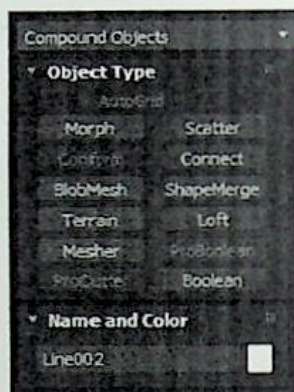 Compound Objects
Object Type
AutoGrid
Morph Scatter
Conform Connect
BlobMesh ShapeMerge
Terrain Loft
Mesher ProBoolean
ProCutter Boolean
Name and Color
Line002